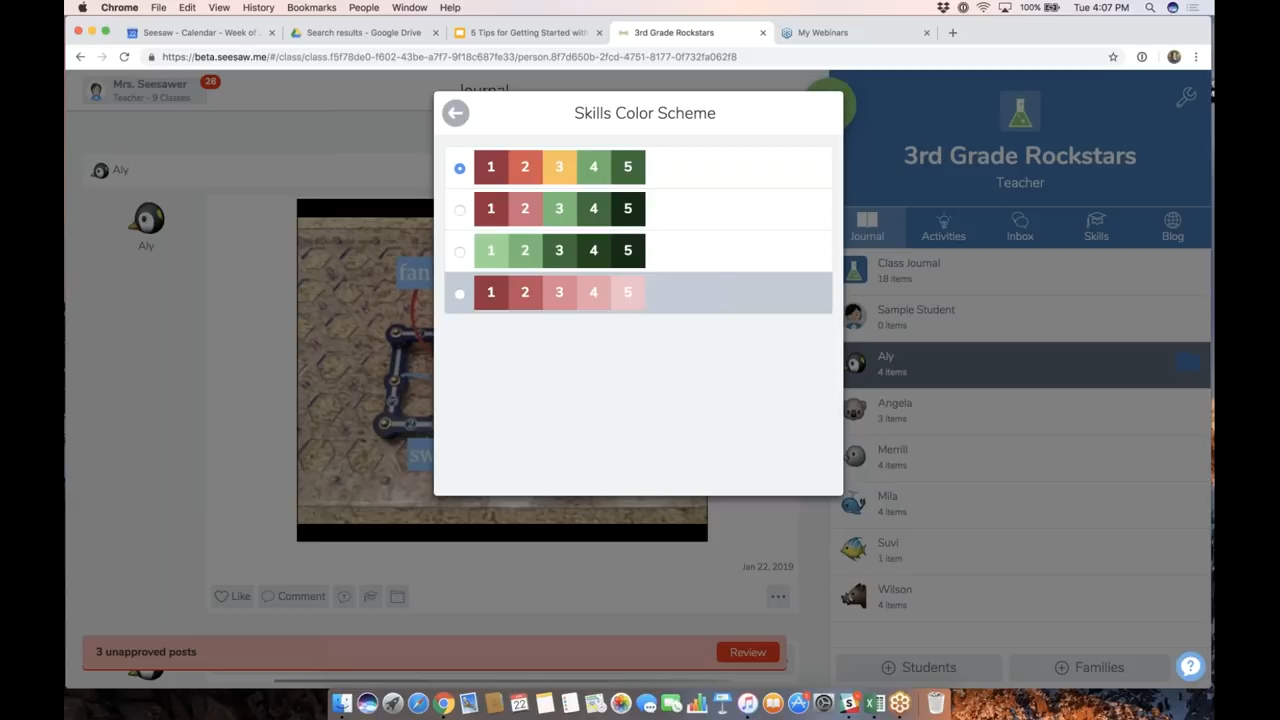 Chrome File Edit View History Bookmarks People Window Help
100% Tue 4:07 PM
Seesaw - Calendar - Week of
Search results - Google Drive
5 Tips for Getting Started with
3rd Grade Rockstars
My Webinars
https://beta.seesaw.me/#/class/class.f5f78de0-f602-43be-a7f7-9f18c687fe33/person.8f7d650b-2fcd-4751-8177-0f732fa062f8
Mrs. Seesawer
Teacher - 9 Classes
26
Journal
Skills Color Scheme
1 2 3 4 5
1 2 3 4 5
1 2 3 4 5
1 2 3 4 5
Aly
Aly
fan
sw
Jan 22, 2019
Like
Comment
3 unapproved posts
Review
3rd Grade Rockstars
Teacher
Journal Activities Inbox Skills Blog
Class Journal
18 items
Sample Student
0 items
Aly
4 items
Angela
3 items
Merrill
4 items
Mila
4 items
Suvi
1 item
Wilson
4 items
Students
Families
?
22